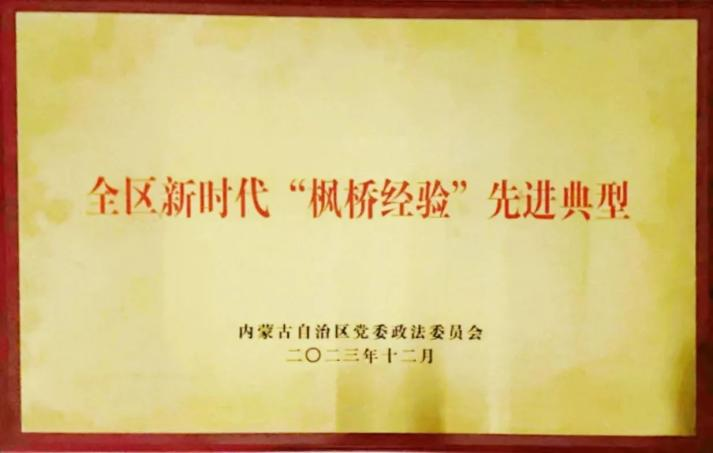 全区新时代“枫桥经验”先进典型
内蒙古自治区党委政法委员会
二〇二三年十二月